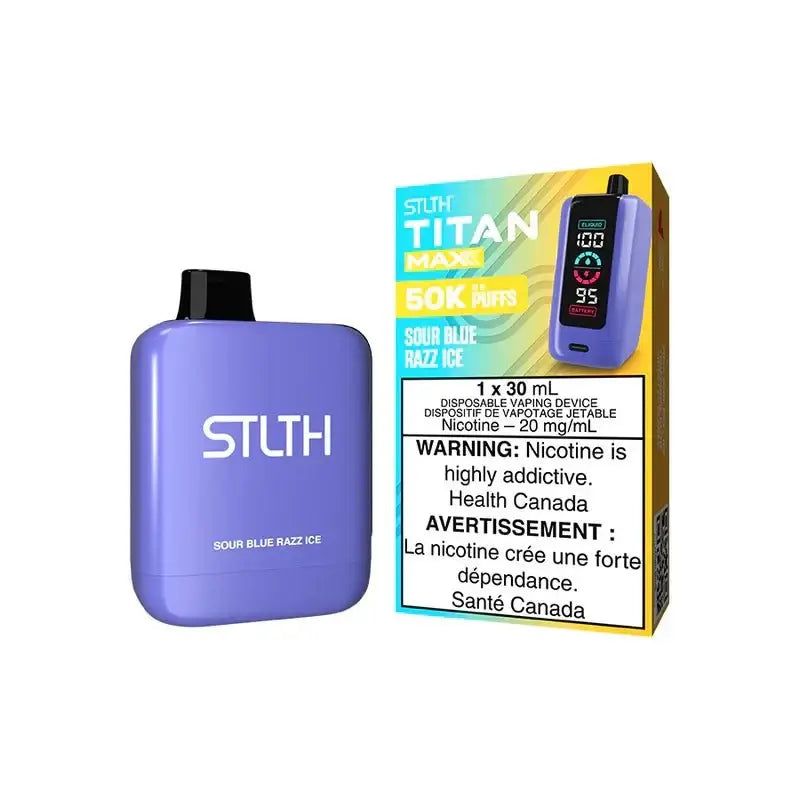 STLTH
SOUR BLUE RAZZ ICE
STLTH
TITAN
MAX
50K PUFFS
SOUR BLUE
RAZZ ICE
ELIQUID
100
95
BATTERY
1 x 30 mL
DISPOSABLE VAPING DEVICE
DISPOSITIF DE VAPOTAGE JETABLE
Nicotine – 20 mg/mL
WARNING: Nicotine is
highly addictive.
Health Canada
AVERTISSEMENT :
La nicotine crée une forte
dépendance.
Santé Canada